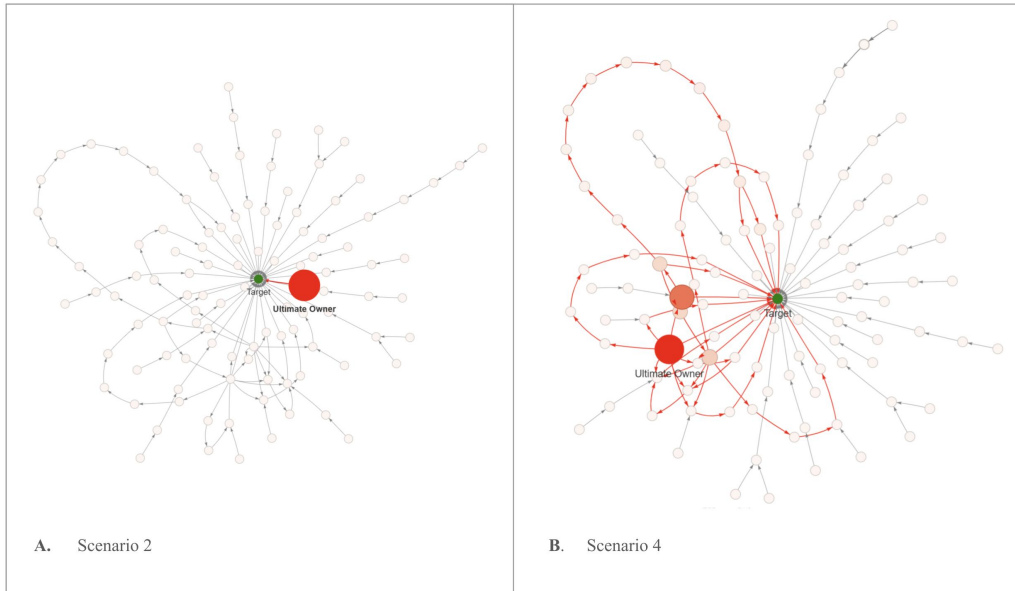 Target
Ultimate Owner
A. Scenario 2
Target
Ultimate Owner
B. Scenario 4